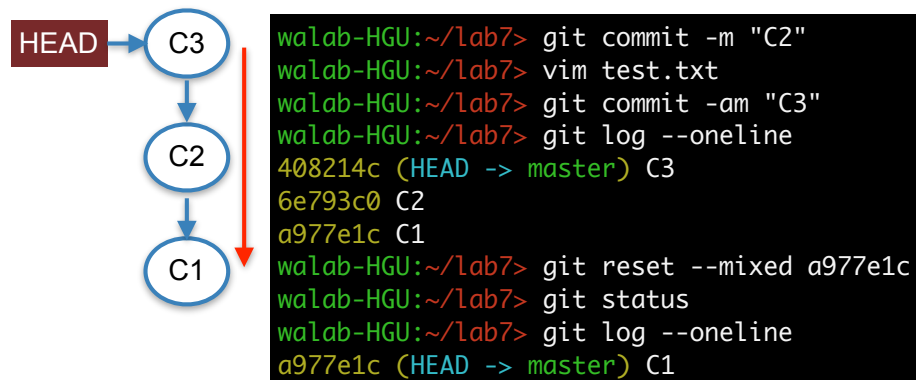 HEAD
C3
C2
C1
walab-HGU:~/lab7> git commit -m "C2"
walab-HGU:~/lab7> vim test.txt
walab-HGU:~/lab7> git commit -am "C3"
walab-HGU:~/lab7> git log --oneline
408214c (HEAD -> master) C3
6e793c0 C2
a977e1c C1
walab-HGU:~/lab7> git reset --mixed a977e1c
walab-HGU:~/lab7> git status
walab-HGU:~/lab7> git log --oneline
a977e1c (HEAD -> master) C1